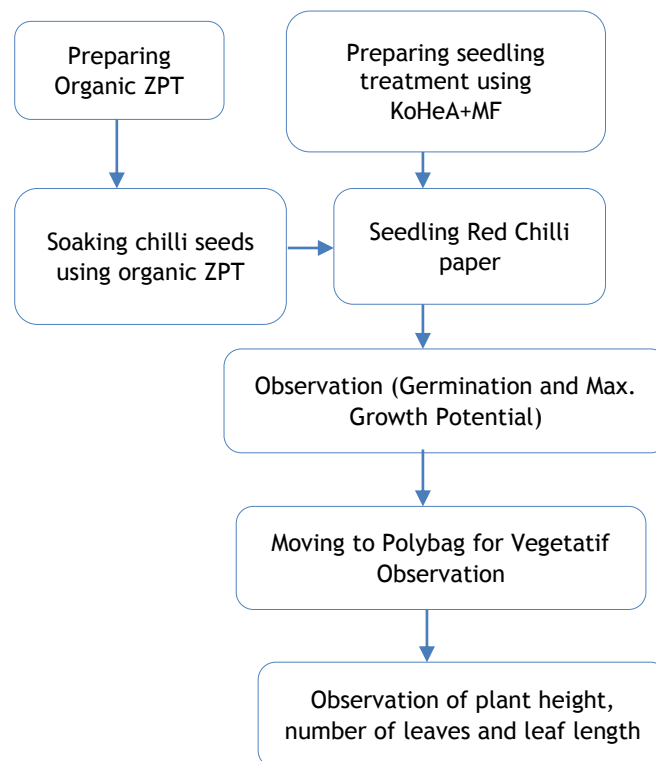 Preparing
Organic ZPT
Preparing seedling
treatment using
KoHeA+MF
Soaking chilli seeds
using organic ZPT
Seedling Red Chilli
paper
Observation (Germination and Max.
Growth Potential)
Moving to Polybag for Vegetatif
Observation
Observation of plant height,
number of leaves and leaf length